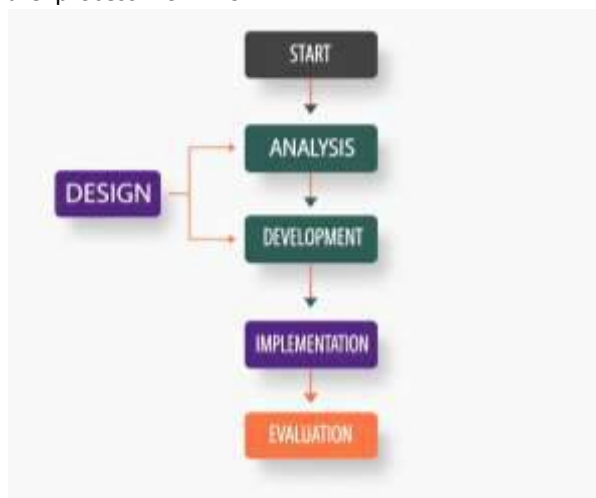 START
ANALYSIS
DESIGN
DEVELOPMENT
IMPLEMENTATION
EVALUATION